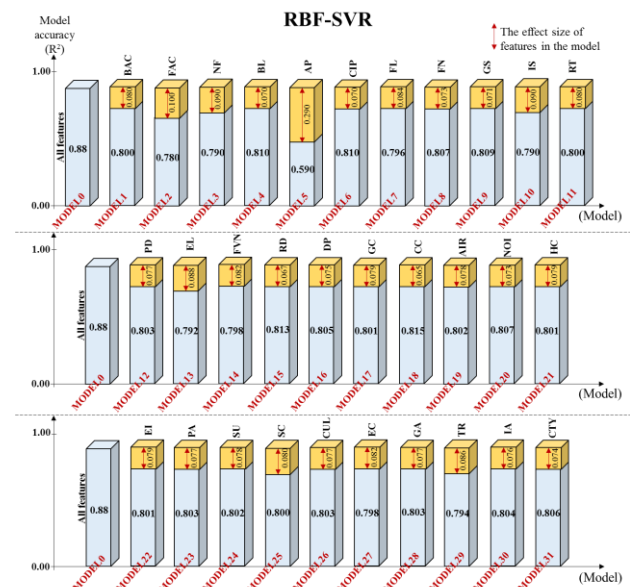 RBF-SVR
Model
accuracy
(R²)
The effect size of
features in the model
1.00
BAC FAC NF BL AP CIP FL FN GS IS RT
0.080 0.100 0.090 0.070 0.290 0.070 0.084 0.073 0.071 0.090 0.080
All features
0.88 0.800 0.780 0.790 0.810 0.590 0.810 0.796 0.807 0.809 0.790 0.800
0.00
MODEL0 MODEL1 MODEL2 MODEL3 MODEL4 MODEL5 MODEL6 MODEL7 MODEL8 MODEL9 MODEL10 MODEL11
(Model)
1.00
PD EL FVN RD DP GC CC AIR NOI HC
0.077 0.088 0.082 0.067 0.075 0.079 0.065 0.078 0.073 0.079
All features
0.88 0.803 0.792 0.798 0.813 0.805 0.801 0.815 0.802 0.807 0.801
0.00
MODEL0 MODEL12 MODEL13 MODEL14 MODEL15 MODEL16 MODEL17 MODEL18 MODEL19 MODEL20 MODEL21
(Model)
1.00
EI PA SU SC CUL EC GA TR IA CTY
0.079 0.077 0.078 0.080 0.077 0.082 0.077 0.086 0.076 0.074
All features
0.88 0.801 0.803 0.802 0.800 0.803 0.798 0.803 0.794 0.804 0.806
0.00
MODEL0 MODEL22 MODEL23 MODEL24 MODEL25 MODEL26 MODEL27 MODEL28 MODEL29 MODEL30 MODEL31
(Model)